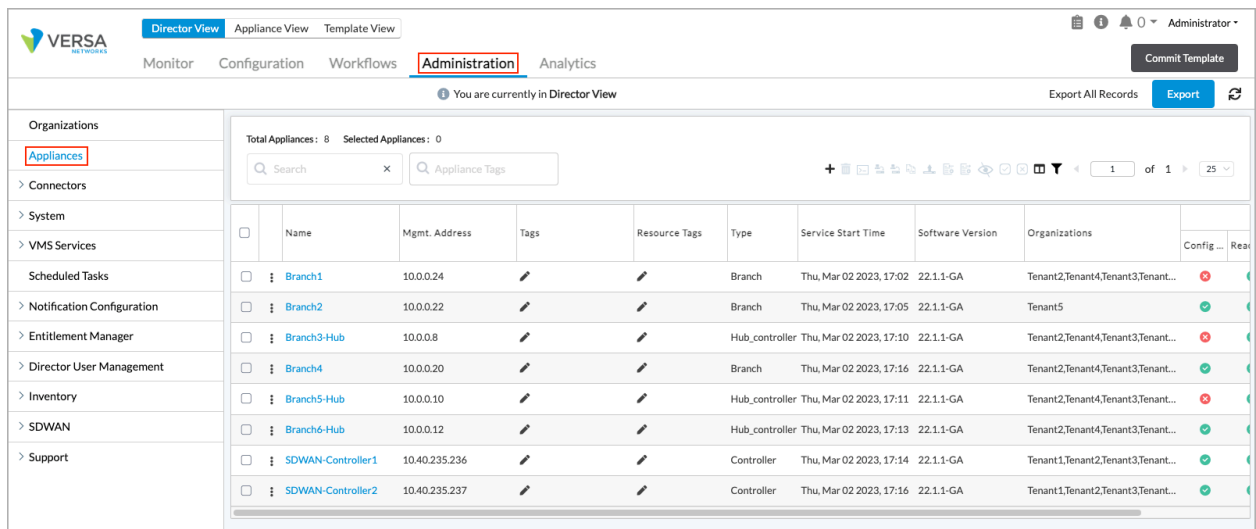 VERSA
NETWORKS
Director View Appliance View Template View
0 Administrator
Monitor Configuration Workflows Administration Analytics
Commit Template
You are currently in Director View
Export All Records Export
Organizations
Appliances
Connectors
System
VMS Services
Scheduled Tasks
Notification Configuration
Entitlement Manager
Director User Management
Inventory
SDWAN
Support
Total Appliances : 8 Selected Appliances : 0
Search × Appliance Tags
1 of 1 25
Name Mgmt. Address Tags Resource Tags Type Service Start Time Software Version Organizations
Config ... Reac
Branch1 10.0.0.24 Branch Thu, Mar 02 2023, 17:02 22.1.1-GA Tenant2,Tenant4,Tenant3,Tenant...
Branch2 10.0.0.22 Branch Thu, Mar 02 2023, 17:05 22.1.1-GA Tenant5
Branch3-Hub 10.0.0.8 Hub_controller Thu, Mar 02 2023, 17:10 22.1.1-GA Tenant2,Tenant4,Tenant3,Tenant...
Branch4 10.0.0.20 Branch Thu, Mar 02 2023, 17:16 22.1.1-GA Tenant2,Tenant4,Tenant3,Tenant...
Branch5-Hub 10.0.0.10 Hub_controller Thu, Mar 02 2023, 17:11 22.1.1-GA Tenant2,Tenant4,Tenant3,Tenant...
Branch6-Hub 10.0.0.12 Hub_controller Thu, Mar 02 2023, 17:13 22.1.1-GA Tenant2,Tenant4,Tenant3,Tenant...
SDWAN-Controller1 10.40.235.236 Controller Thu, Mar 02 2023, 17:14 22.1.1-GA Tenant1,Tenant2,Tenant3,Tenant...
SDWAN-Controller2 10.40.235.237 Controller Thu, Mar 02 2023, 17:16 22.1.1-GA Tenant1,Tenant2,Tenant3,Tenant...